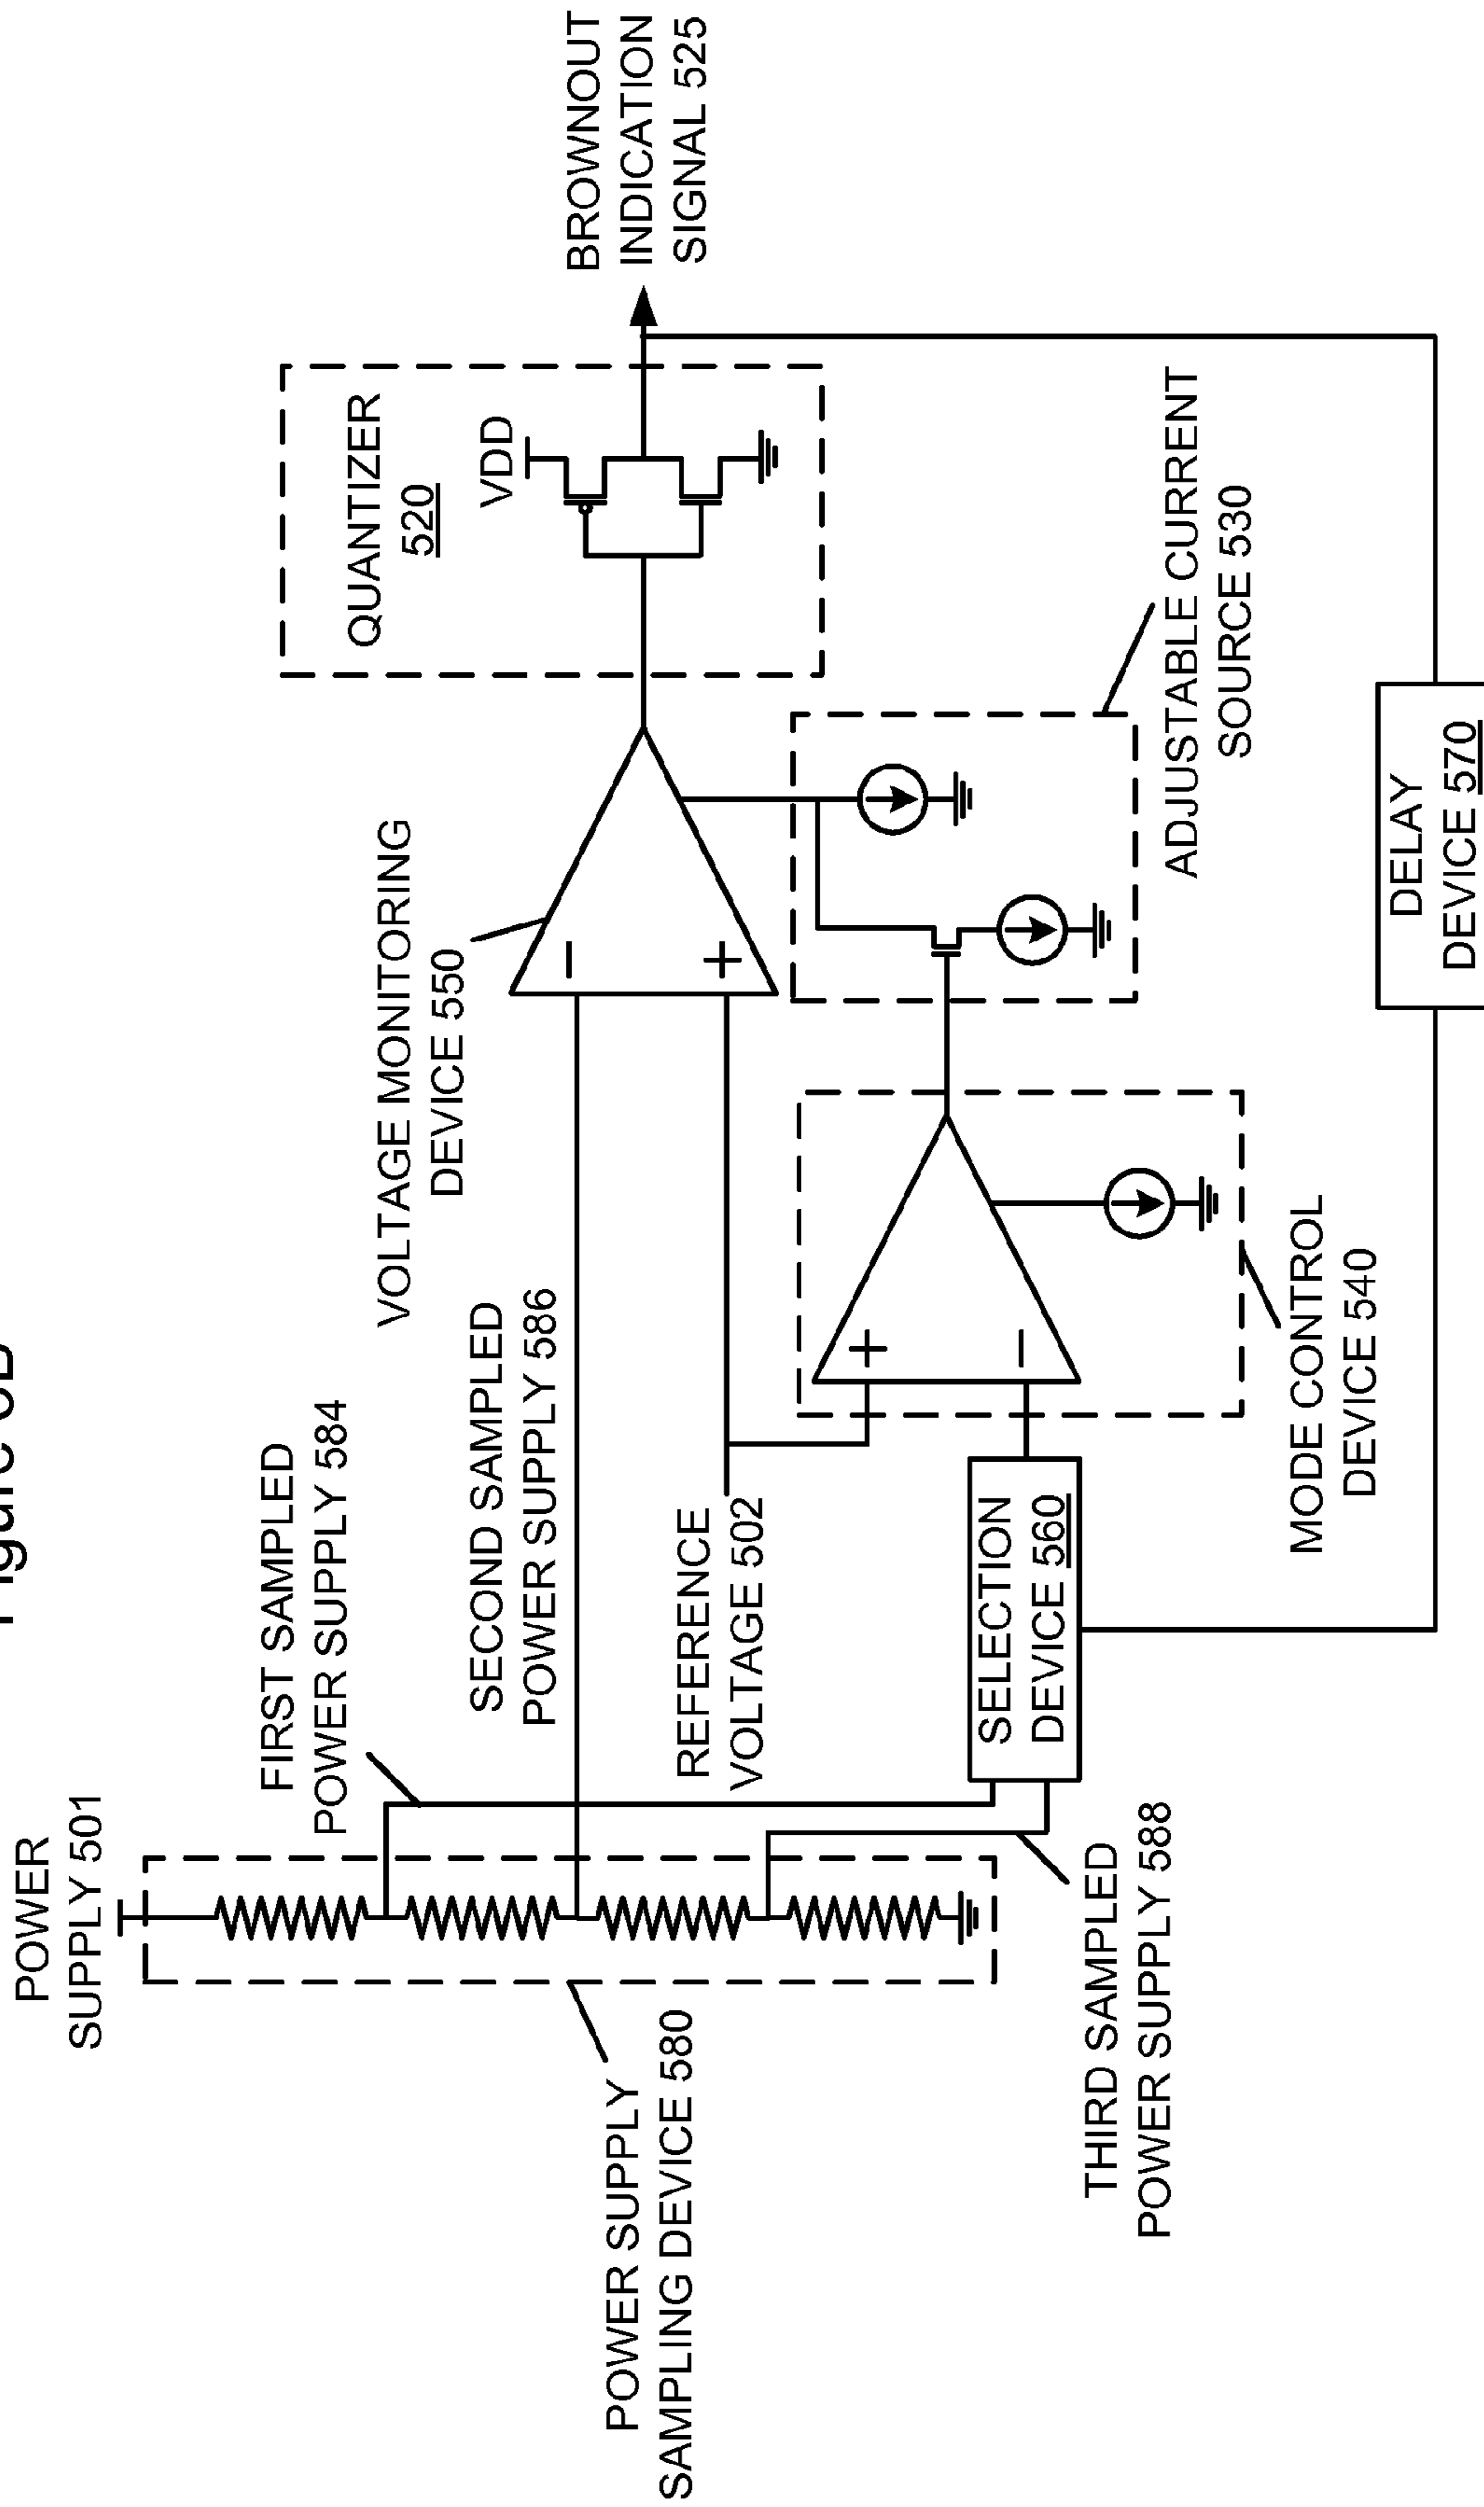 Figure
POWER
SUPPLY 501
FIRST SAMPLED
POWER SUPPLY 584
SECOND SAMPLED
POWER SUPPLY 586
VOLTAGE MONITORING
DEVICE 550
QUANTIZER
520
VDD
BROWNOUT
INDICATION
SIGNAL 525
POWER SUPPLY
SAMPLING DEVICE 580
REFERENCE
VOLTAGE 502
SELECTION
DEVICE 560
THIRD SAMPLED
POWER SUPPLY 588
MODE CONTROL
DEVICE 540
ADJUSTABLE CURRENT
SOURCE 530
DELAY
DEVICE 570